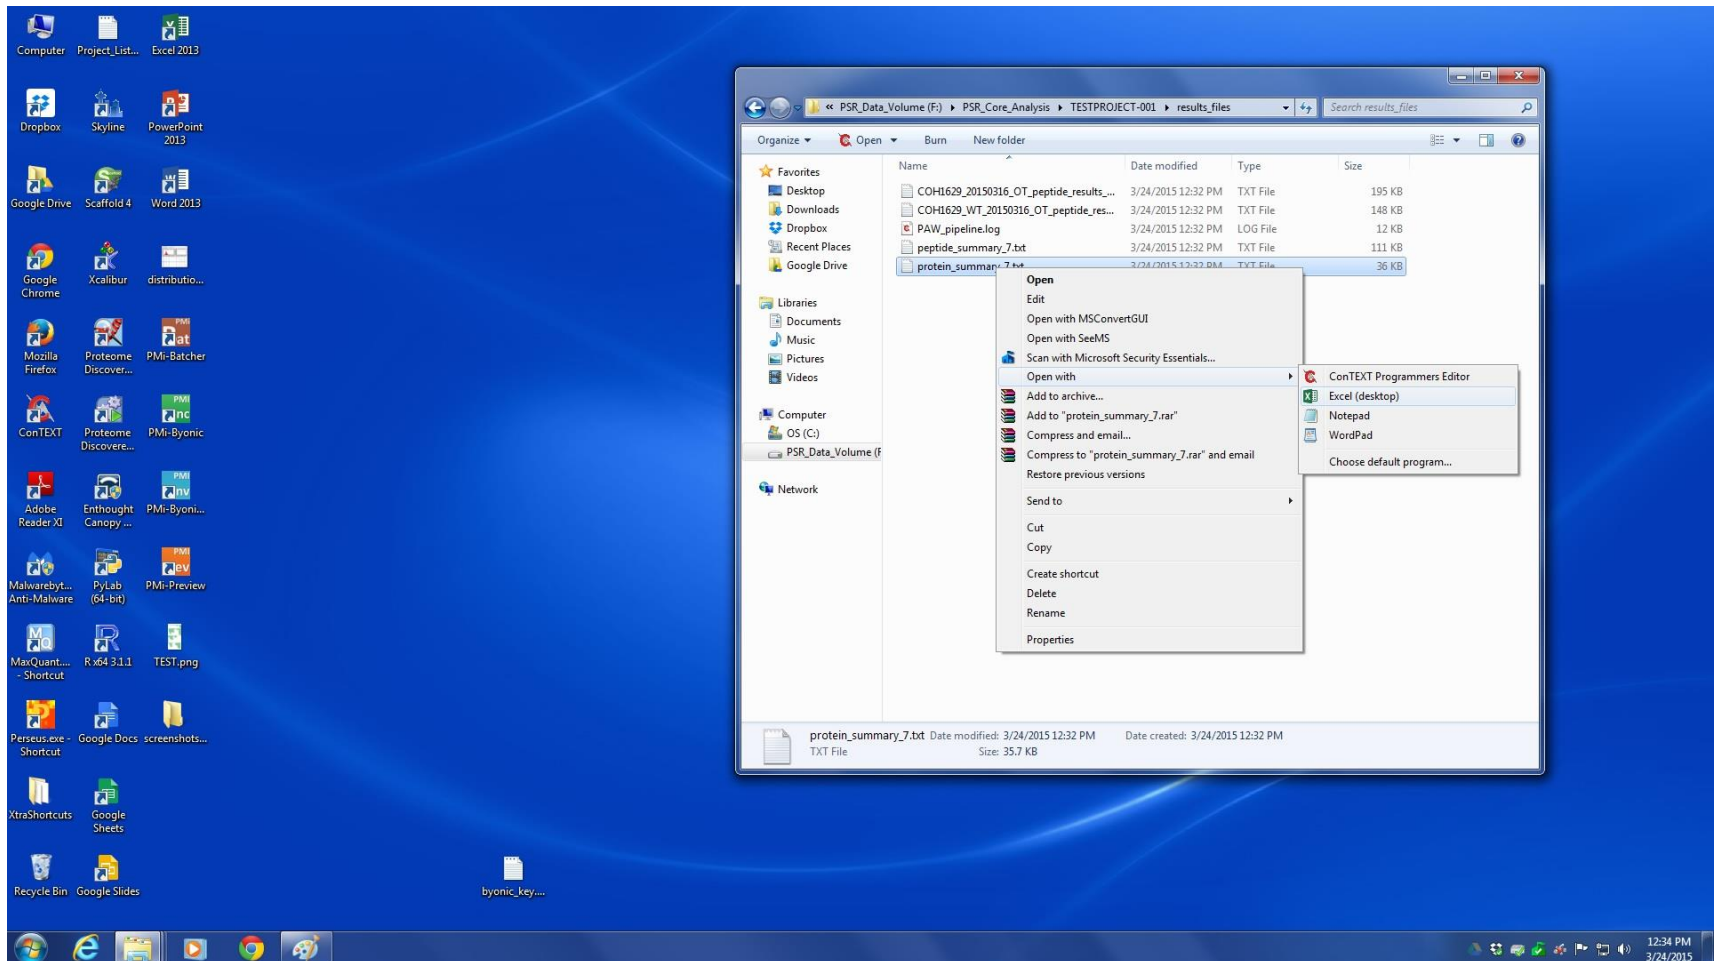 Computer
Project_List...
Excel 2013
Dropbox
Skyline
PowerPoint
2013
Google Drive
Scaffold 4
Word 2013
Google
Chrome
Xcalibur
distributio...
Mozilla
Firefox
Proteome
Discover...
PMi-Batcher
ConTEXT
Proteome
Discovere...
PMi-Byonic
Adobe
Reader XI
Enthought
Canopy ...
PMi-Byoni...
Malwarebyt...
Anti-Malware
PyLab
(64-bit)
PMi-Preview
MaxQuant....
- Shortcut
R x64 3.1.1
TEST.png
Perseus.exe -
Shortcut
Google Docs
screenshots...
XtraShortcuts
Google
Sheets
Recycle Bin
Google Slides
byonic_key....
« PSR_Data_Volume (F:) ▸ PSR_Core_Analysis ▸ TESTPROJECT-001 ▸ results_files
Search results_files
Organize
Open
Burn
New folder
Favorites
Desktop
Downloads
Dropbox
Recent Places
Google Drive
Libraries
Documents
Music
Pictures
Videos
Computer
OS (C:)
PSR_Data_Volume (F
Network
Name Date modified Type Size
COH1629_20150316_OT_peptide_results_... 3/24/2015 12:32 PM TXT File 195 KB
COH1629_WT_20150316_OT_peptide_res... 3/24/2015 12:32 PM TXT File 148 KB
PAW_pipeline.log 3/24/2015 12:32 PM LOG File 12 KB
peptide_summary_7.txt 3/24/2015 12:32 PM TXT File 111 KB
protein_summary_7.txt 3/24/2015 12:32 PM TXT File 36 KB
Open
Edit
Open with MSConvertGUI
Open with SeeMS
Scan with Microsoft Security Essentials...
Open with
Add to archive...
Add to "protein_summary_7.rar"
Compress and email...
Compress to "protein_summary_7.rar" and email
Restore previous versions
Send to
Cut
Copy
Create shortcut
Delete
Rename
Properties
ConTEXT Programmers Editor
Excel (desktop)
Notepad
WordPad
Choose default program...
protein_summary_7.txt Date modified: 3/24/2015 12:32 PM Date created: 3/24/2015 12:32 PM
TXT File Size: 35.7 KB
12:34 PM
3/24/2015